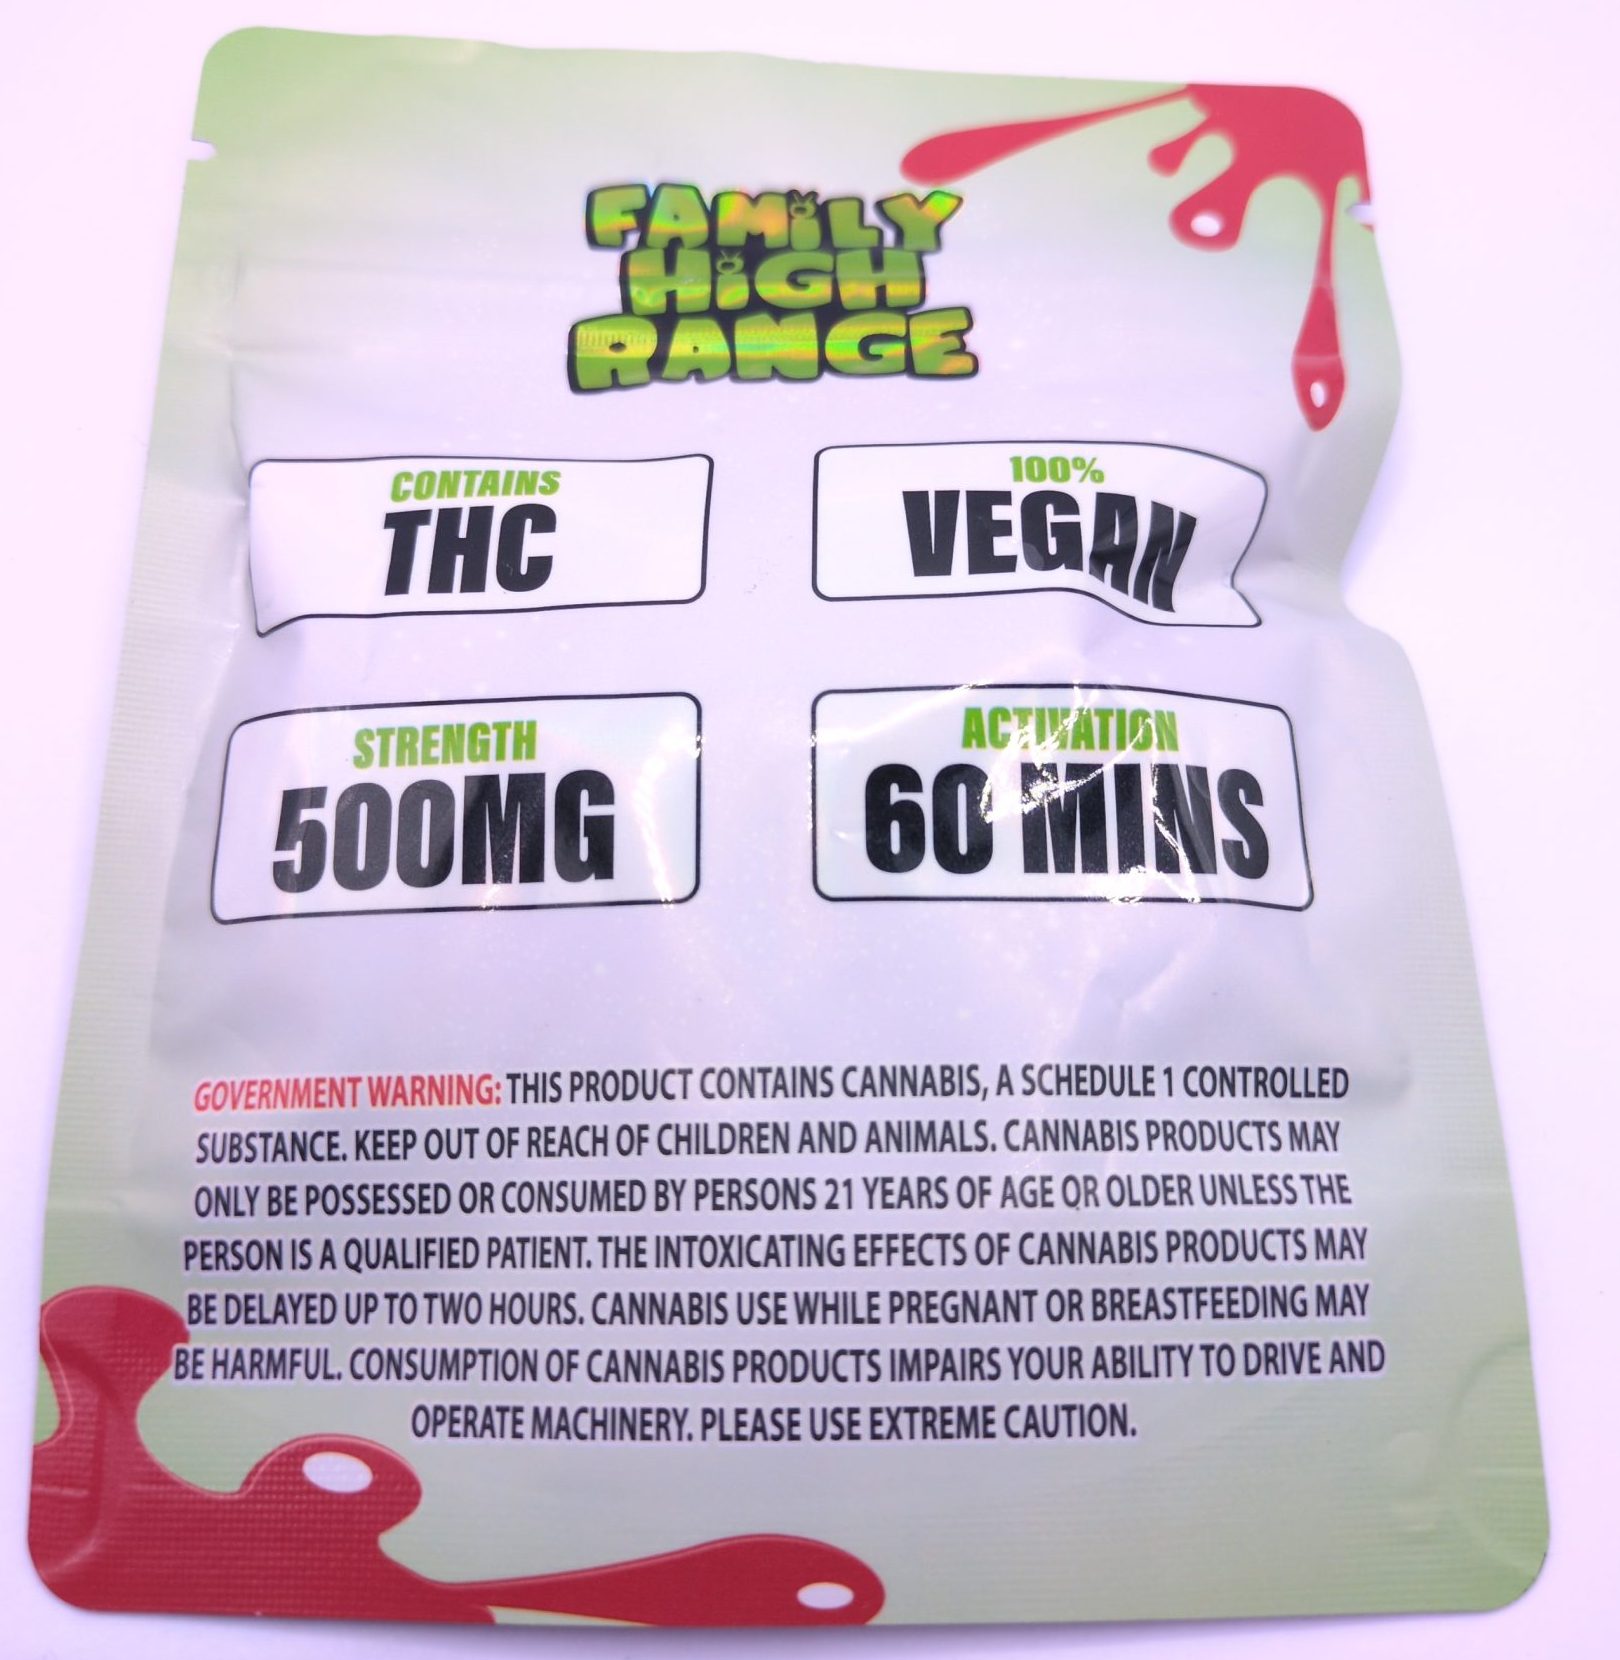 FAMiLY
HiGH
RANGE
CONTAINS
THC
100%
VEGAN
STRENGTH
500MG
ACTIVATION
60 MINS
GOVERNMENT WARNING: THIS PRODUCT CONTAINS CANNABIS, A SCHEDULE 1 CONTROLLED
SUBSTANCE. KEEP OUT OF REACH OF CHILDREN AND ANIMALS. CANNABIS PRODUCTS MAY
ONLY BE POSSESSED OR CONSUMED BY PERSONS 21 YEARS OF AGE OR OLDER UNLESS THE
PERSON IS A QUALIFIED PATIENT. THE INTOXICATING EFFECTS OF CANNABIS PRODUCTS MAY
BE DELAYED UP TO TWO HOURS. CANNABIS USE WHILE PREGNANT OR BREASTFEEDING MAY
BE HARMFUL. CONSUMPTION OF CANNABIS PRODUCTS IMPAIRS YOUR ABILITY TO DRIVE AND
OPERATE MACHINERY. PLEASE USE EXTREME CAUTION.